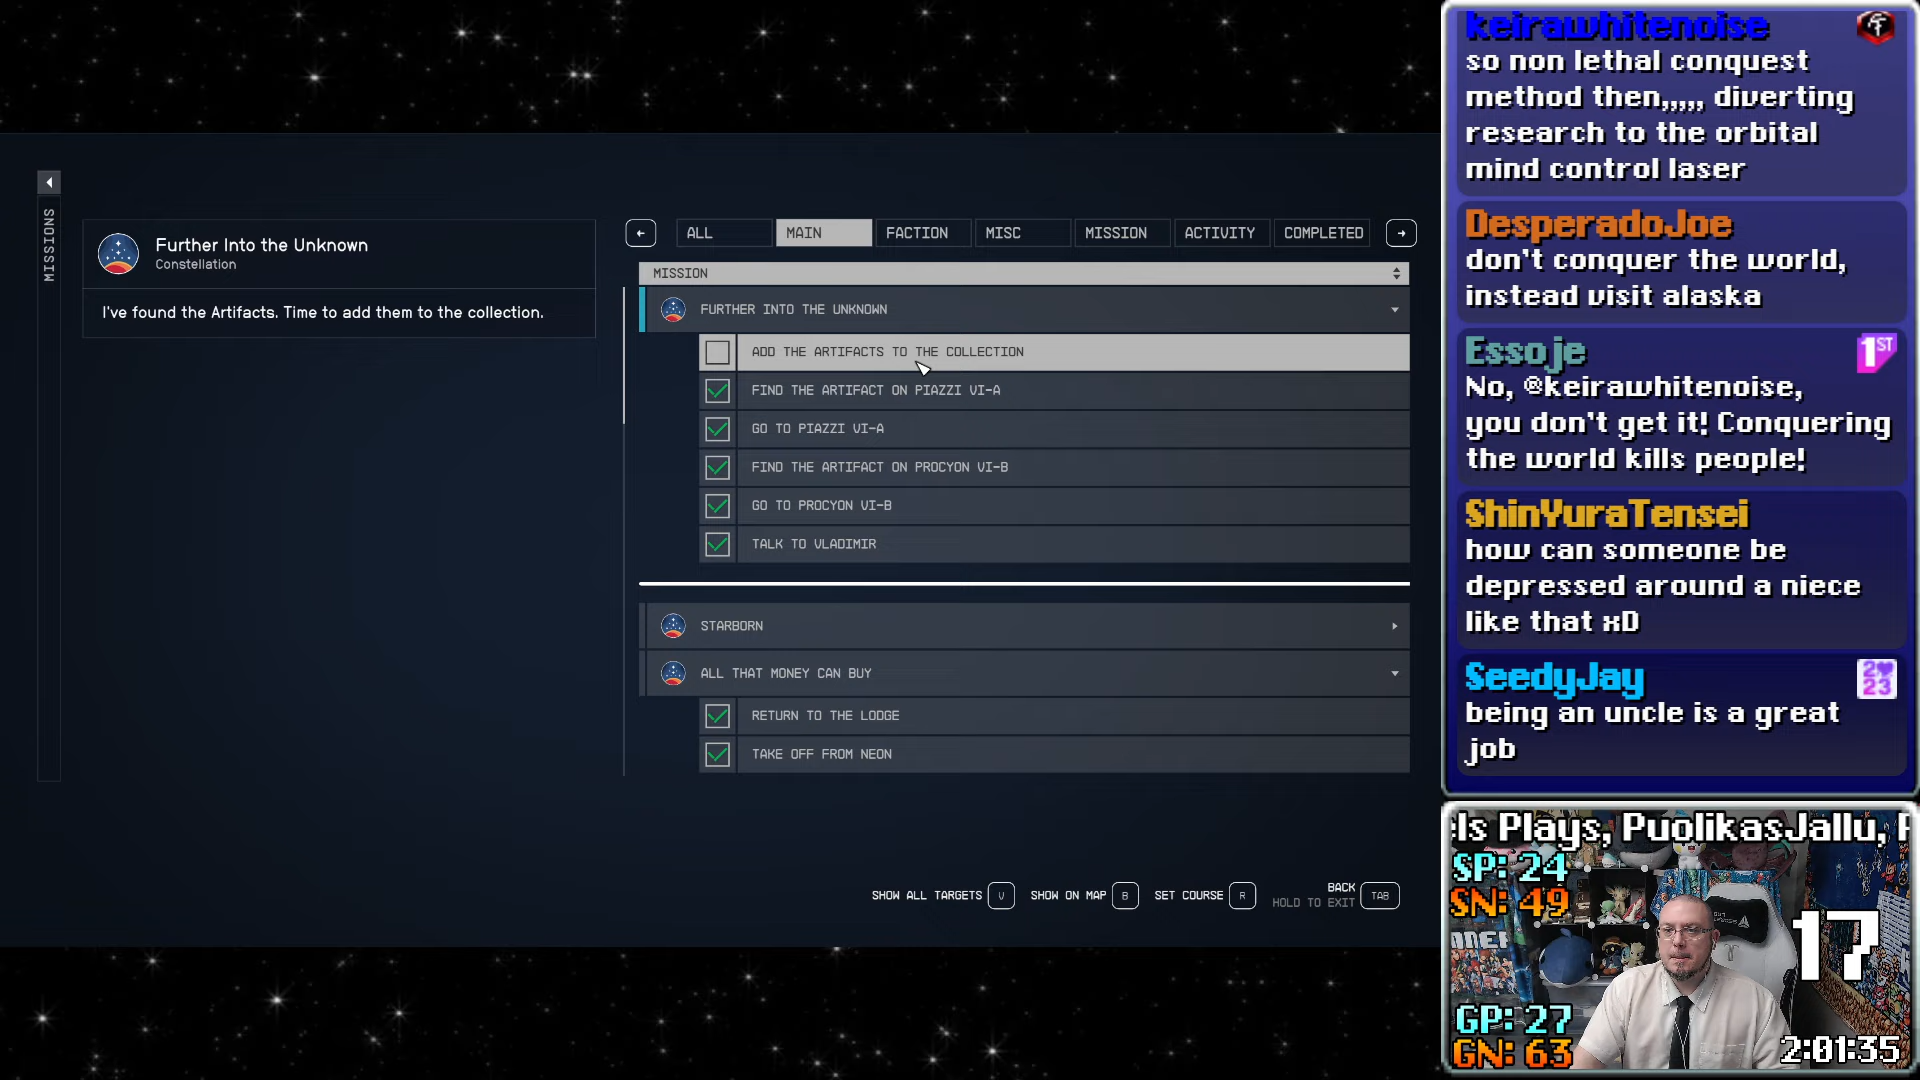 MISSIONS
Further Into the Unknown
Constellation
I've found the Artifacts. Time to add them to the collection.
ALL
MAIN
FACTION
MISC
MISSION
ACTIVITY
COMPLETED
MISSION
FURTHER INTO THE UNKNOWN
ADD THE ARTIFACTS TO THE COLLECTION
FIND THE ARTIFACT ON PIAZZI VI-A
GO TO PIAZZI VI-A
FIND THE ARTIFACT ON PROCYON VI-B
GO TO PROCYON VI-B
TALK TO VLADIMIR
STARBORN
ALL THAT MONEY CAN BUY
RETURN TO THE LODGE
TAKE OFF FROM NEON
SHOW ALL TARGETS V
SHOW ON MAP B
SET COURSE R
BACK
HOLD TO EXIT
TAB
keirawhitenoise
so non lethal conquest
method then,,,,, diverting
research to the orbital
mind control laser
DesperadoJoe
don't conquer the world,
instead visit alaska
Essoje
1ST
No, @keirawhitenoise,
you don't get it! Conquering
the world kills people!
ShinYuraTensei
how can someone be
depressed around a niece
like that xD
SeedyJay
2♥
23
being an uncle is a great
job
ls Plays, PuolikasJallu,
SP: 24
SN: 49
17
GP: 27
GN: 63
2:01:35